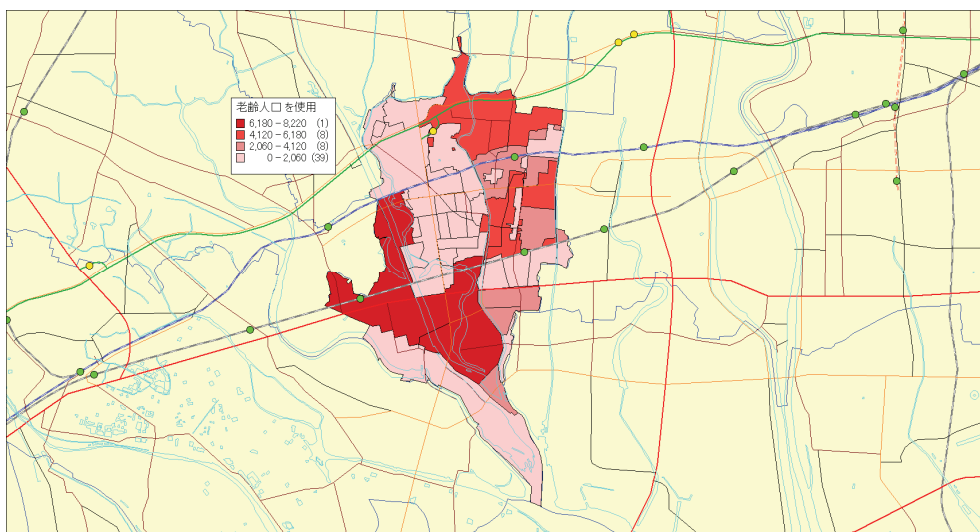 老齢人口 を使用
6,180 – 8,220 (1)
4,120 – 6,180 (8)
2,060 – 4,120 (8)
0 – 2,060 (39)